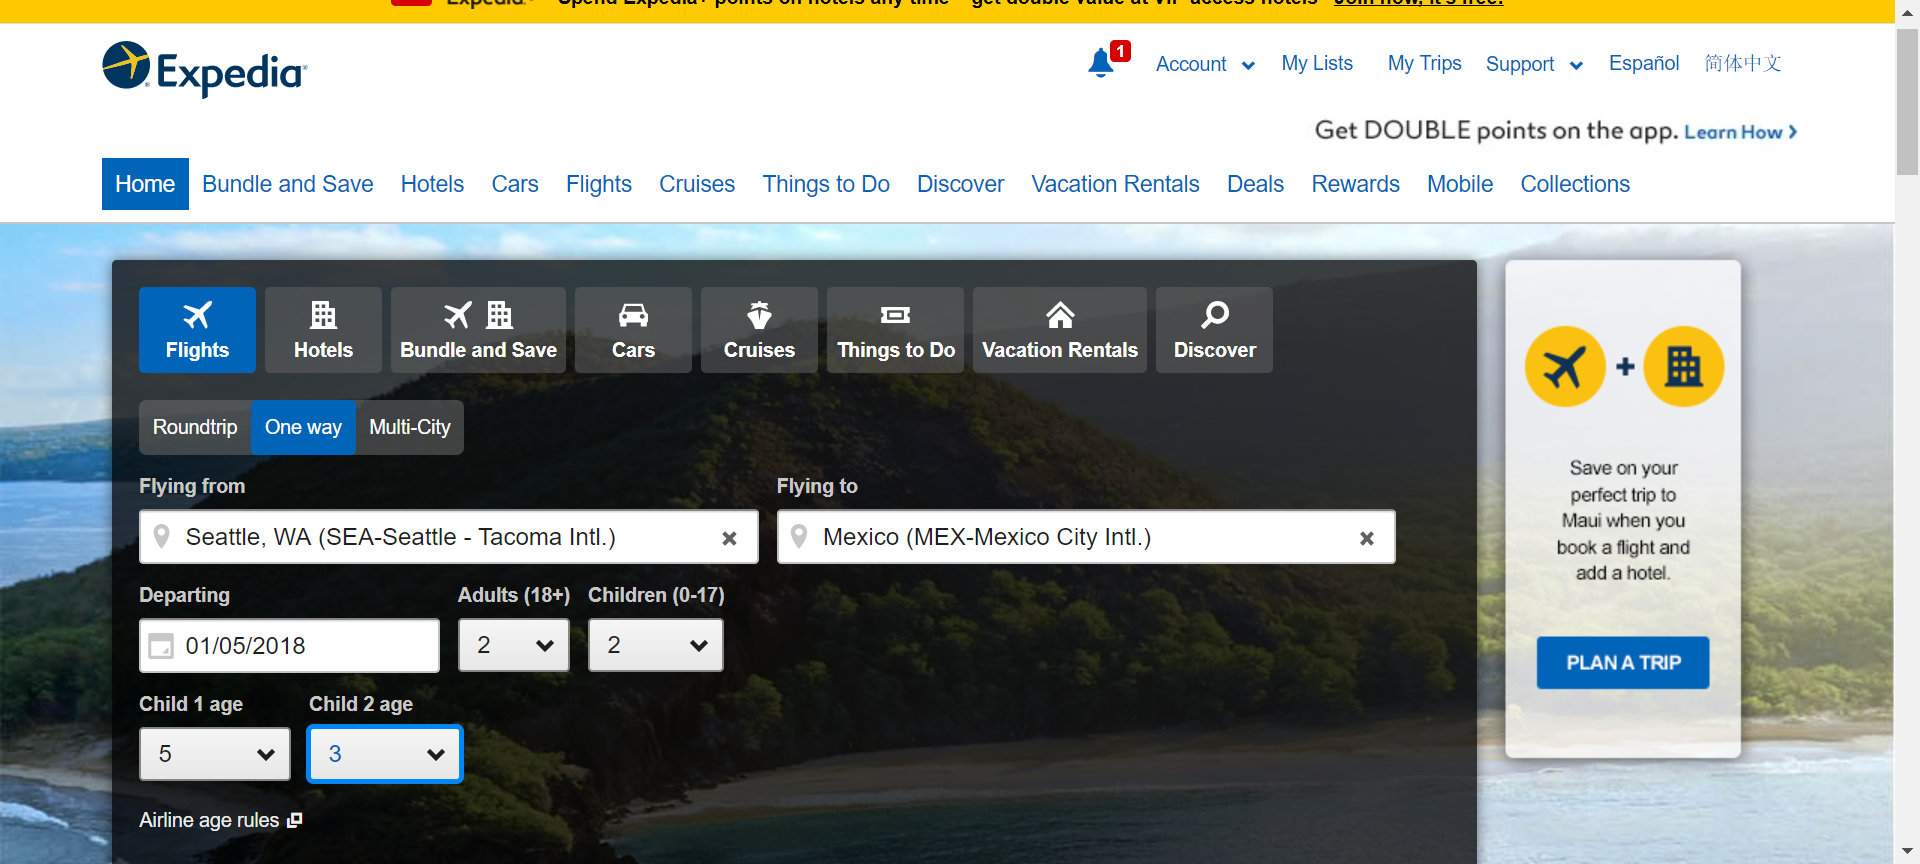 Expedia+
Spend Expedia+ points on hotels any time - get double value at VIP access hotels
Join now, it's free!
Expedia
1
Account
My Lists
My Trips
Support
Español
简体中文
Get DOUBLE points on the app. Learn How
Home
Bundle and Save
Hotels
Cars
Flights
Cruises
Things to Do
Discover
Vacation Rentals
Deals
Rewards
Mobile
Collections
Flights
Hotels
Bundle and Save
Cars
Cruises
Things to Do
Vacation Rentals
Discover
Roundtrip
One way
Multi-City
Flying from
Flying to
Seattle, WA (SEA-Seattle - Tacoma Intl.)
Mexico (MEX-Mexico City Intl.)
Departing
Adults (18+)
Children (0-17)
01/05/2018
2
2
Child 1 age
Child 2 age
5
3
Airline age rules
Save on your
perfect trip to
Maui when you
book a flight and
add a hotel.
PLAN A TRIP